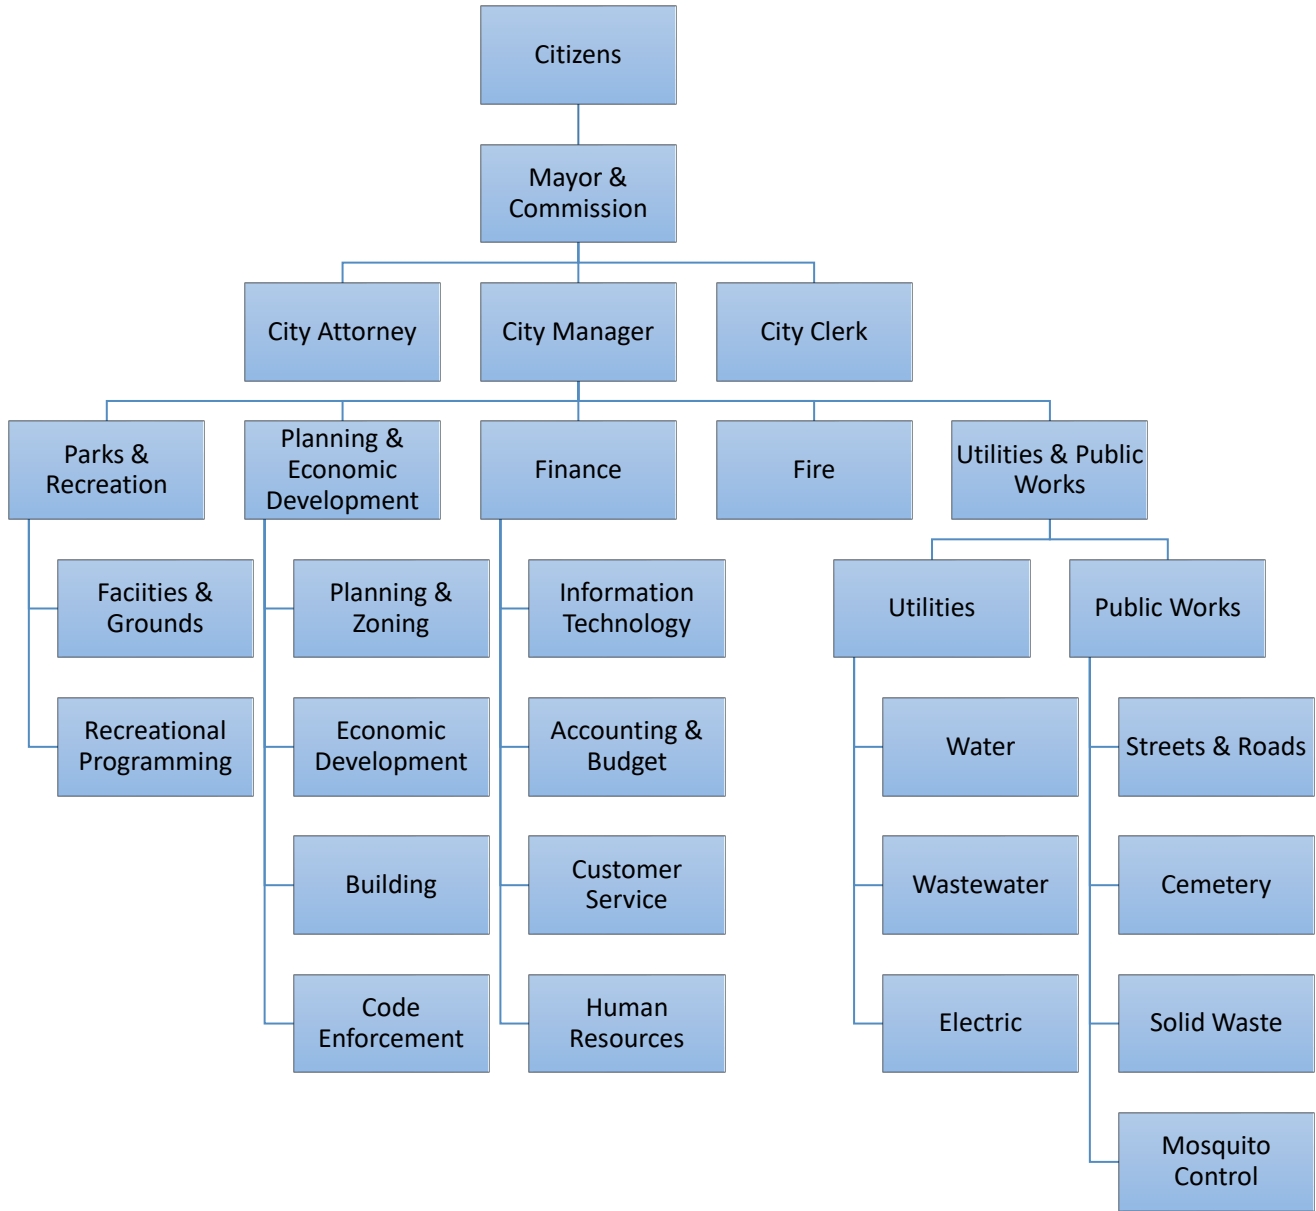 Citizens
Mayor &
Commission
City Attorney
City Manager
City Clerk
Parks &
Recreation
Planning &
Economic
Development
Finance
Fire
Utilities & Public
Works
Faciities &
Grounds
Planning &
Zoning
Information
Technology
Utilities
Public Works
Recreational
Programming
Economic
Development
Accounting &
Budget
Water
Streets & Roads
Building
Customer
Service
Wastewater
Cemetery
Code
Enforcement
Human
Resources
Electric
Solid Waste
Mosquito
Control